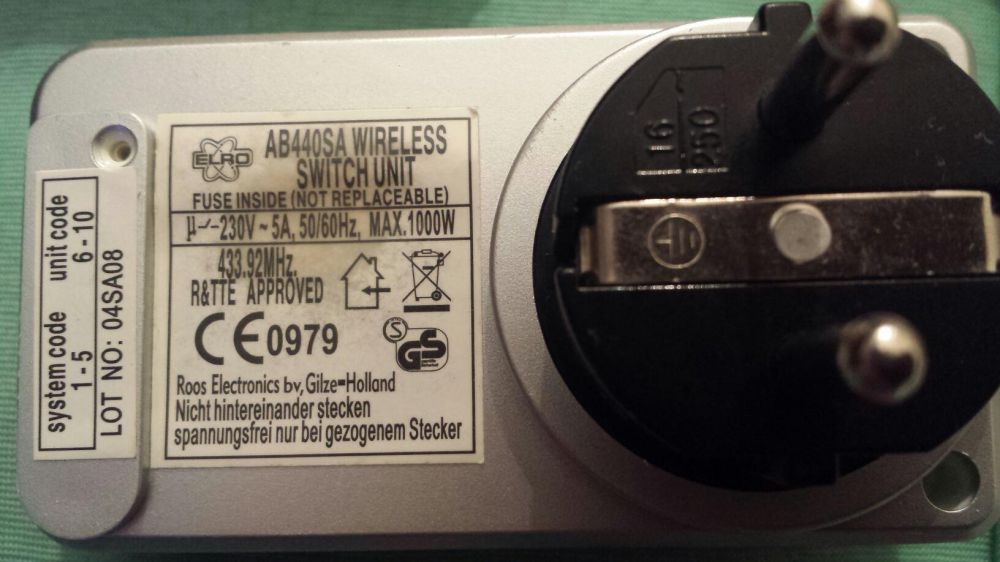 ELRO
AB440SA WIRELESS
SWITCH UNIT
FUSE INSIDE (NOT REPLACEABLE)
µ 230V ~ 5A, 50/60Hz, MAX.1000W
433.92MHz.
R&TTE APPROVED
CE0979
S
GS
Roos Electronics bv, Gilze=Holland
Nicht hintereinander stecken
spannungsfrei nur bei gezogenem Stecker
system code unit code
1 - 5 6 - 10
LOT NO: 04SA08
16
250